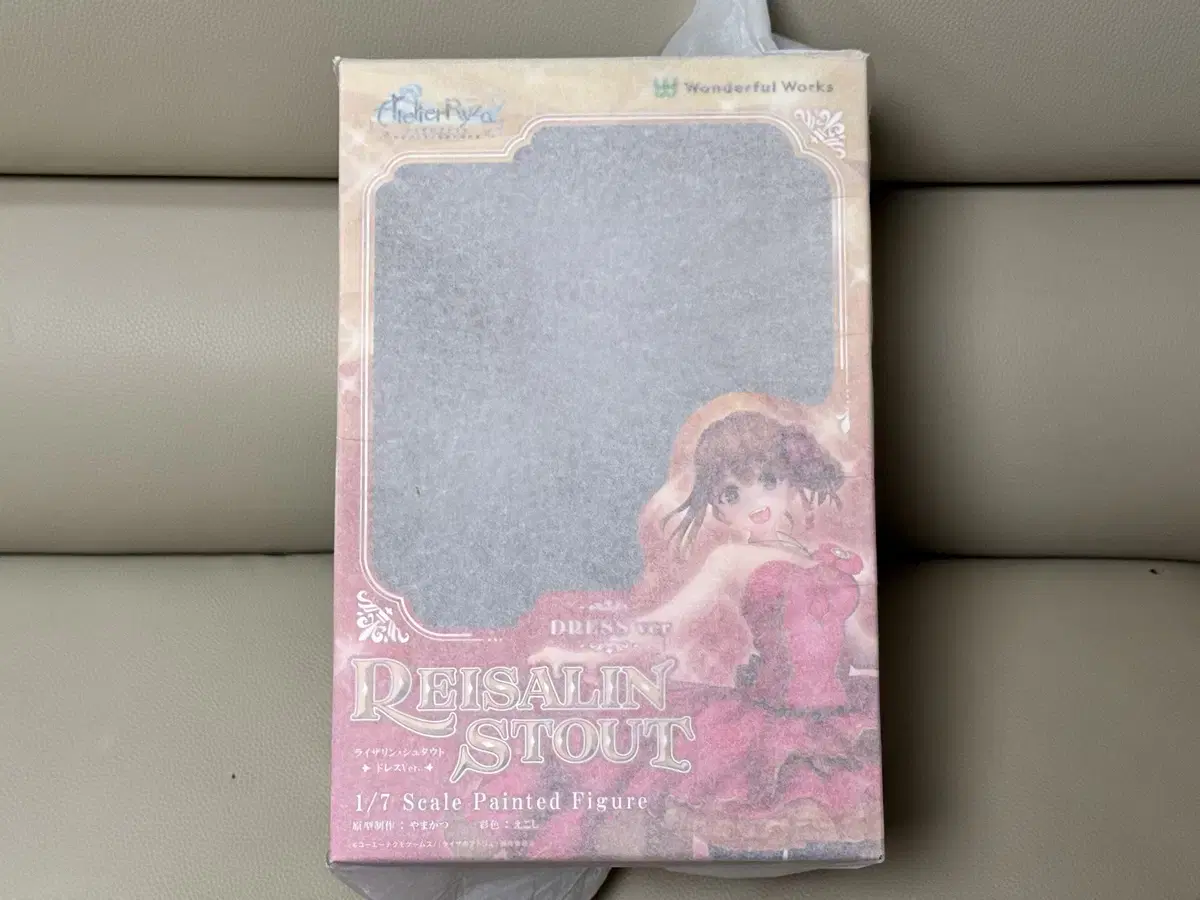 Atelier Ryza
Wonderful Works
DRESS ver
REISALIN
STOUT
ライザリン・シュタウト
ドレスVer.
1/7 Scale Painted Figure
原型制作：やまかつ 彩色：えこし